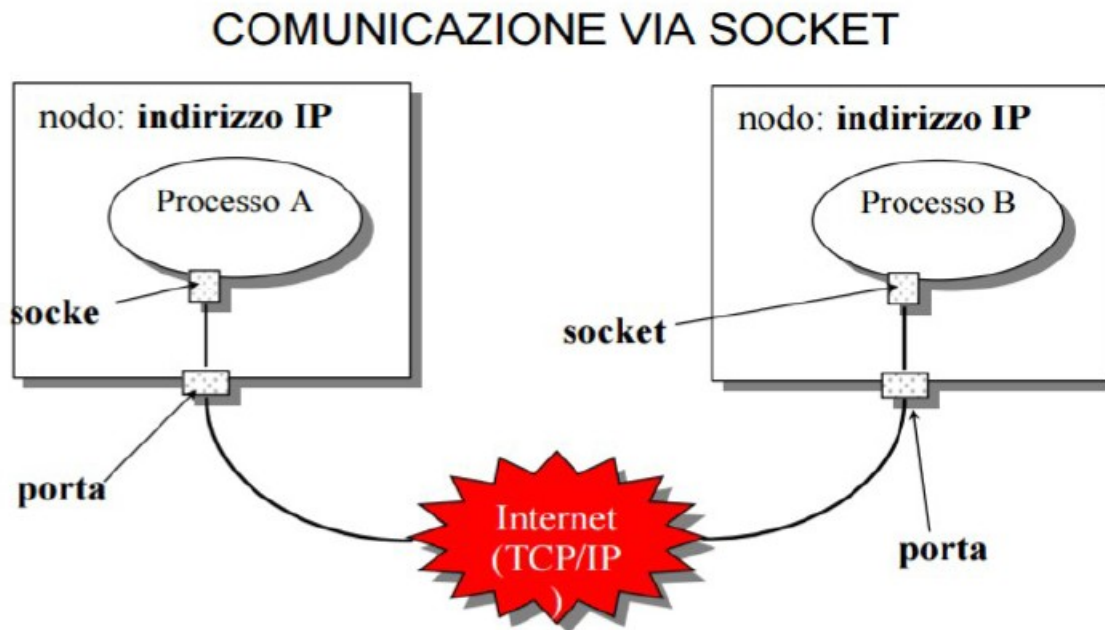 COMUNICAZIONE VIA SOCKET
nodo: indirizzo IP
Processo A
socke
porta
nodo: indirizzo IP
Processo B
socket
porta
Internet
(TCP/IP
)